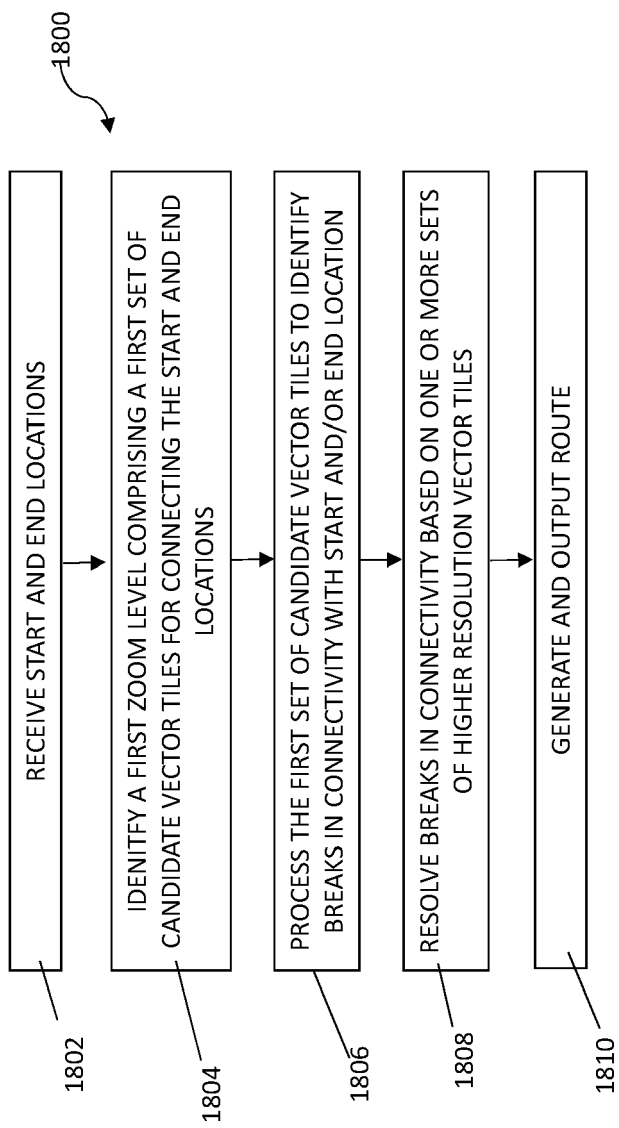 1800
RECEIVE START AND END LOCATIONS
1802
IDENITFY A FIRST ZOOM LEVEL COMPRISING A FIRST SET OF
CANDIDATE VECTOR TILES FOR CONNECTING THE START AND END
LOCATIONS
1804
PROCESS THE FIRST SET OF CANDIDATE VECTOR TILES TO IDENTIFY
BREAKS IN CONNECTIVITY WITH START AND/OR END LOCATION
1806
RESOLVE BREAKS IN CONNECTIVITY BASED ON ONE OR MORE SETS
OF HIGHER RESOLUTION VECTOR TILES
1808
GENERATE AND OUTPUT ROUTE
1810